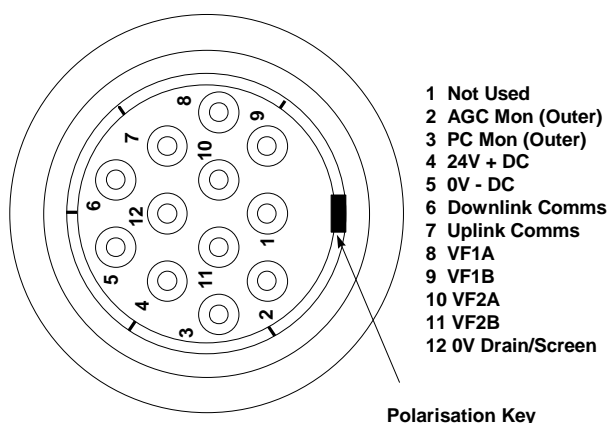 8
9
7
10
6
12
1
5
11
4
2
3
1 Not Used
2 AGC Mon (Outer)
3 PC Mon (Outer)
4 24V + DC
5 0V - DC
6 Downlink Comms
7 Uplink Comms
8 VF1A
9 VF1B
10 VF2A
11 VF2B
12 0V Drain/Screen
Polarisation Key